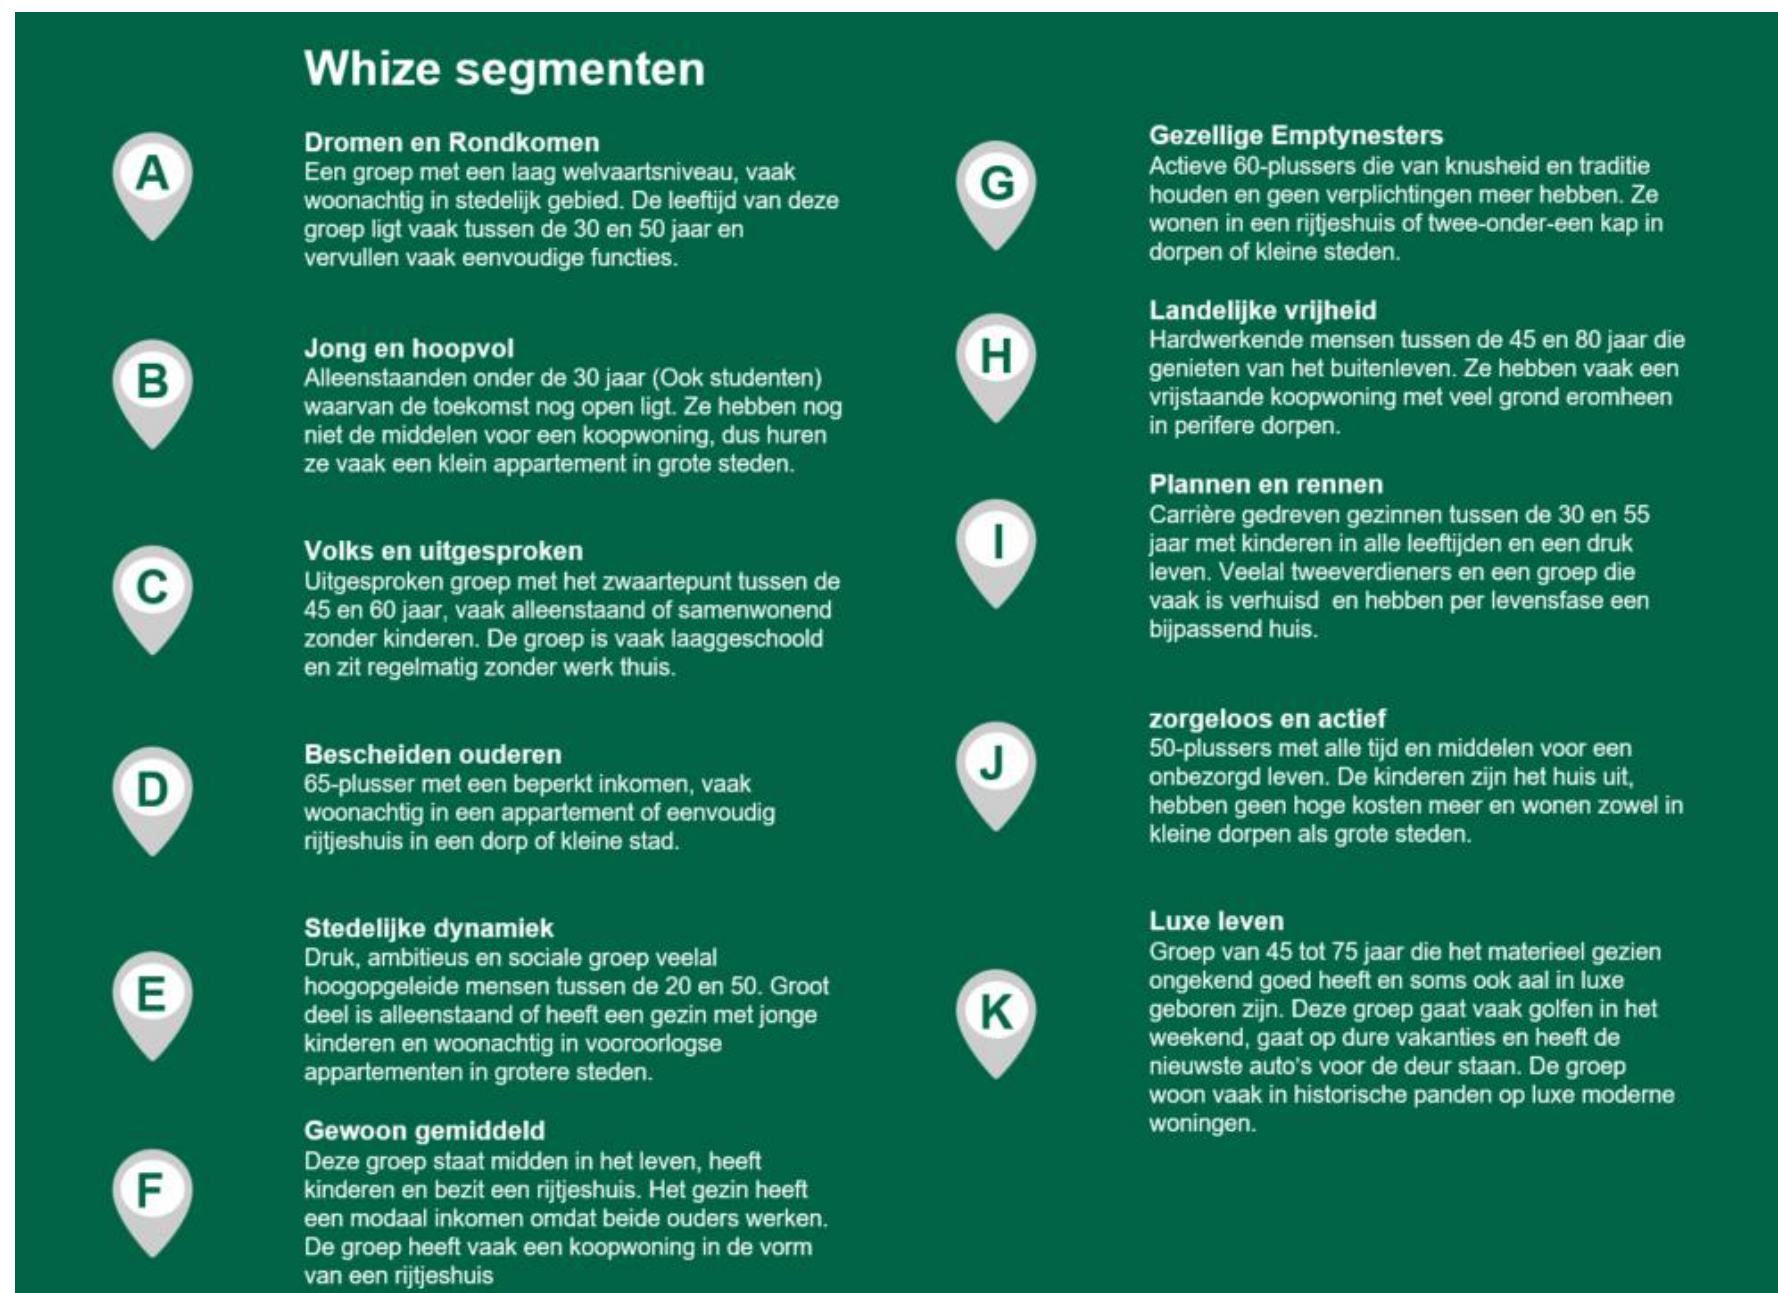 Whize segmenten
A
Dromen en Rondkomen
Een groep met een laag welvaartsniveau, vaak
woonachtig in stedelijk gebied. De leeftijd van deze
groep ligt vaak tussen de 30 en 50 jaar en
vervullen vaak eenvoudige functies.
B
Jong en hoopvol
Alleenstaanden onder de 30 jaar (Ook studenten)
waarvan de toekomst nog open ligt. Ze hebben nog
niet de middelen voor een koopwoning, dus huren
ze vaak een klein appartement in grote steden.
C
Volks en uitgesproken
Uitgesproken groep met het zwaartepunt tussen de
45 en 60 jaar, vaak alleenstaand of samenwonend
zonder kinderen. De groep is vaak laaggeschoold
en zit regelmatig zonder werk thuis.
D
Bescheiden ouderen
65-plusser met een beperkt inkomen, vaak
woonachtig in een appartement of eenvoudig
rijtjeshuis in een dorp of kleine stad.
E
Stedelijke dynamiek
Druk, ambitieus en sociale groep veelal
hoogopgeleide mensen tussen de 20 en 50. Groot
deel is alleenstaand of heeft een gezin met jonge
kinderen en woonachtig in vooroorlogse
appartementen in grotere steden.
F
Gewoon gemiddeld
Deze groep staat midden in het leven, heeft
kinderen en bezit een rijtjeshuis. Het gezin heeft
een modaal inkomen omdat beide ouders werken.
De groep heeft vaak een koopwoning in de vorm
van een rijtjeshuis
G
Gezellige Emptynesters
Actieve 60-plussers die van knusheid en traditie
houden en geen verplichtingen meer hebben. Ze
wonen in een rijtjeshuis of twee-onder-een kap in
dorpen of kleine steden.
H
Landelijke vrijheid
Hardwerkende mensen tussen de 45 en 80 jaar die
genieten van het buitenleven. Ze hebben vaak een
vrijstaande koopwoning met veel grond eromheen
in perifere dorpen.
I
Plannen en rennen
Carrière gedreven gezinnen tussen de 30 en 55
jaar met kinderen in alle leeftijden en een druk
leven. Veelal tweeverdieners en een groep die
vaak is verhuisd en hebben per levensfase een
bijpassend huis.
J
zorgeloos en actief
50-plussers met alle tijd en middelen voor een
onbezorgd leven. De kinderen zijn het huis uit,
hebben geen hoge kosten meer en wonen zowel in
kleine dorpen als grote steden.
K
Luxe leven
Groep van 45 tot 75 jaar die het materieel gezien
ongekend goed heeft en soms ook aal in luxe
geboren zijn. Deze groep gaat vaak golfen in het
weekend, gaat op dure vakanties en heeft de
nieuwste auto's voor de deur staan. De groep
woon vaak in historische panden op luxe moderne
woningen.